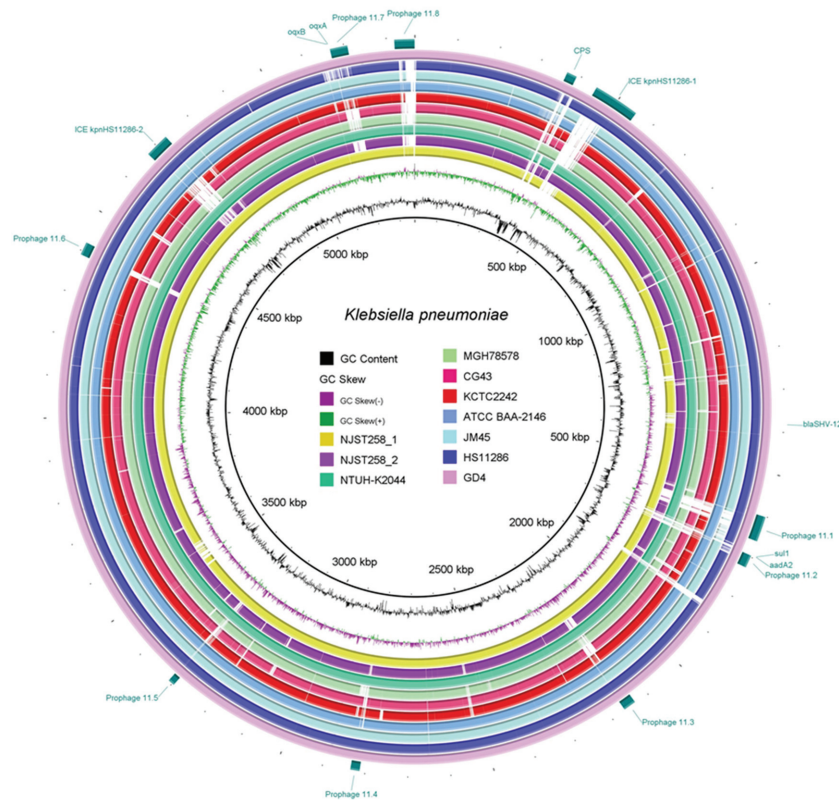 Prophage 11.8
Prophage 11.7
oqxA
oqxB
CPS
ICE kpnHS11286-1
ICE kpnHS11286-2
Prophage 11.6
5000 kbp
500 kbp
4500 kbp
1000 kbp
4000 kbp
500 kbp
3500 kbp
2000 kbp
3000 kbp
2500 kbp
Klebsiella pneumoniae
GC Content
GC Skew
GC Skew(-)
GC Skew(+)
NJST258_1
NJST258_2
NTUH-K2044
MGH78578
CG43
KCTC2242
ATCC BAA-2146
JM45
HS11286
GD4
blaSHV-12
Prophage 11.1
sul1
aadA2
Prophage 11.2
Prophage 11.3
Prophage 11.5
Prophage 11.4